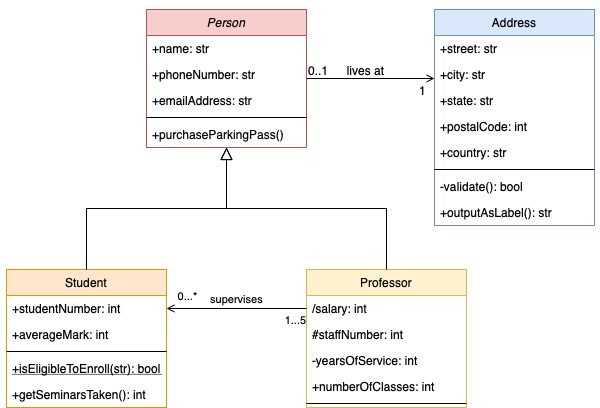 Person
+name: str
+phoneNumber: str
+emailAddress: str
+purchaseParkingPass()
0..1 lives at
1
Address
+street: str
+city: str
+state: str
+postalCode: int
+country: str
-validate(): bool
+outputAsLabel(): str
Student
+studentNumber: int
+averageMark: int
+isEligibleToEnroll(str): bool
+getSeminarsTaken(): int
0...* supervises
1...5
Professor
/salary: int
#staffNumber: int
-yearsOfService: int
+numberOfClasses: int